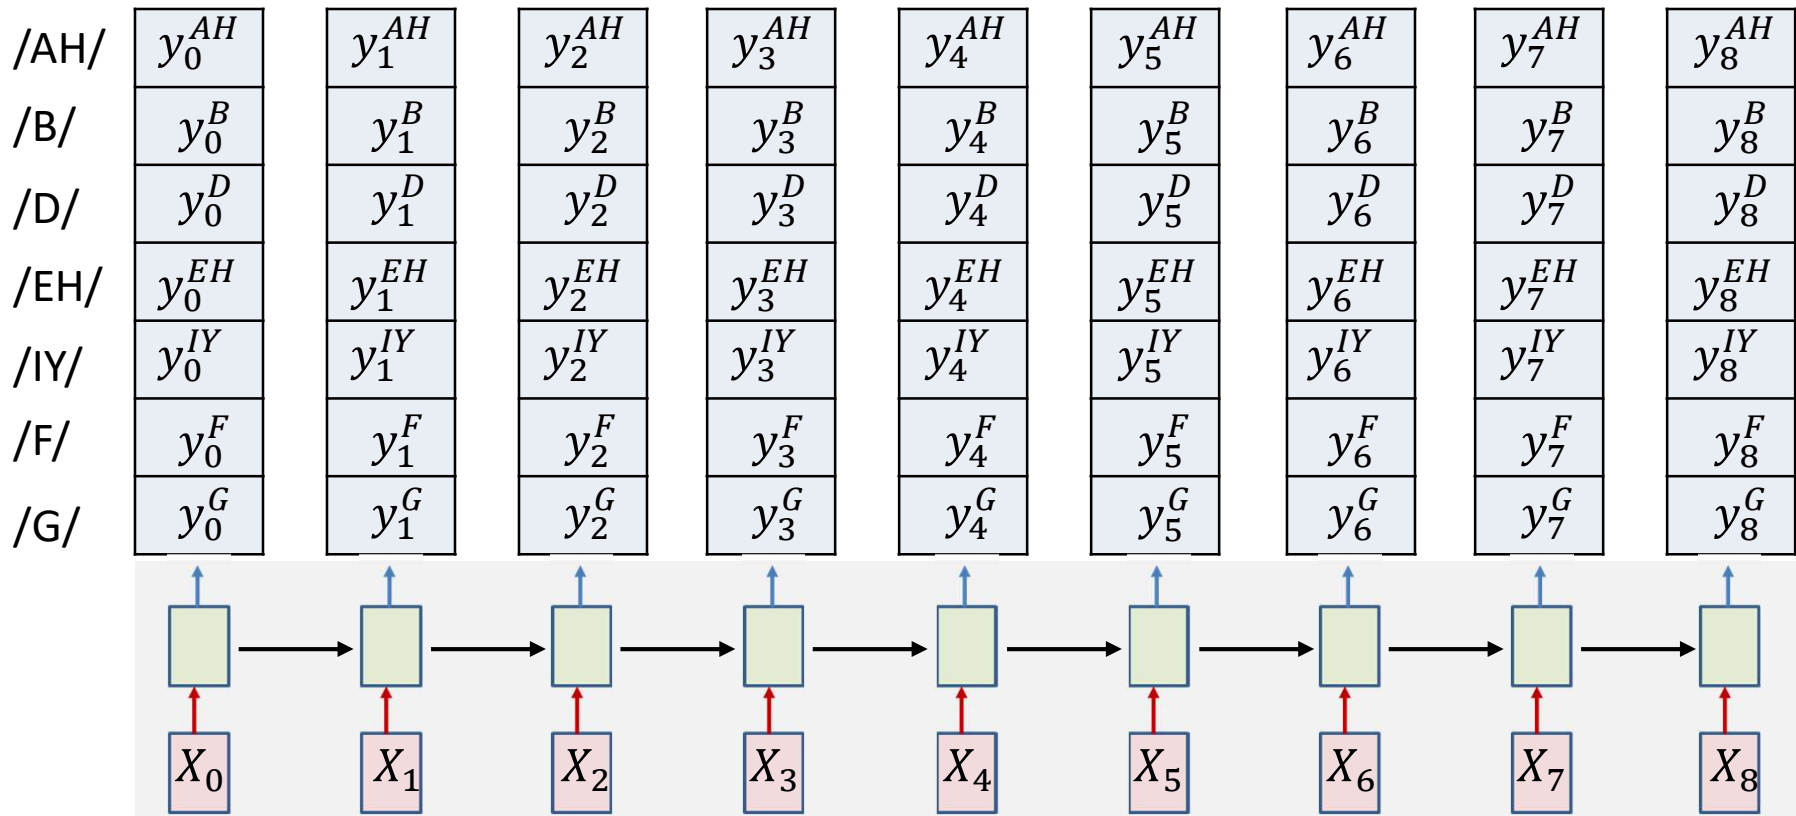 /AH/ y_0^{AH} y_1^{AH} y_2^{AH} y_3^{AH} y_4^{AH} y_5^{AH} y_6^{AH} y_7^{AH} y_8^{AH}
/B/ y_0^B y_1^B y_2^B y_3^B y_4^B y_5^B y_6^B y_7^B y_8^B
/D/ y_0^D y_1^D y_2^D y_3^D y_4^D y_5^D y_6^D y_7^D y_8^D
/EH/ y_0^{EH} y_1^{EH} y_2^{EH} y_3^{EH} y_4^{EH} y_5^{EH} y_6^{EH} y_7^{EH} y_8^{EH}
/IY/ y_0^{IY} y_1^{IY} y_2^{IY} y_3^{IY} y_4^{IY} y_5^{IY} y_6^{IY} y_7^{IY} y_8^{IY}
/F/ y_0^F y_1^F y_2^F y_3^F y_4^F y_5^F y_6^F y_7^F y_8^F
/G/ y_0^G y_1^G y_2^G y_3^G y_4^G y_5^G y_6^G y_7^G y_8^G
X_0 X_1 X_2 X_3 X_4 X_5 X_6 X_7 X_8